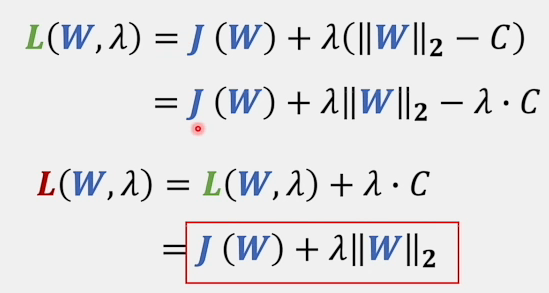 L(W, λ) = J (W) + λ(‖W‖₂ − C)
= J (W) + λ‖W‖₂ − λ · C
L(W, λ) = L(W, λ) + λ · C
= J (W) + λ‖W‖₂